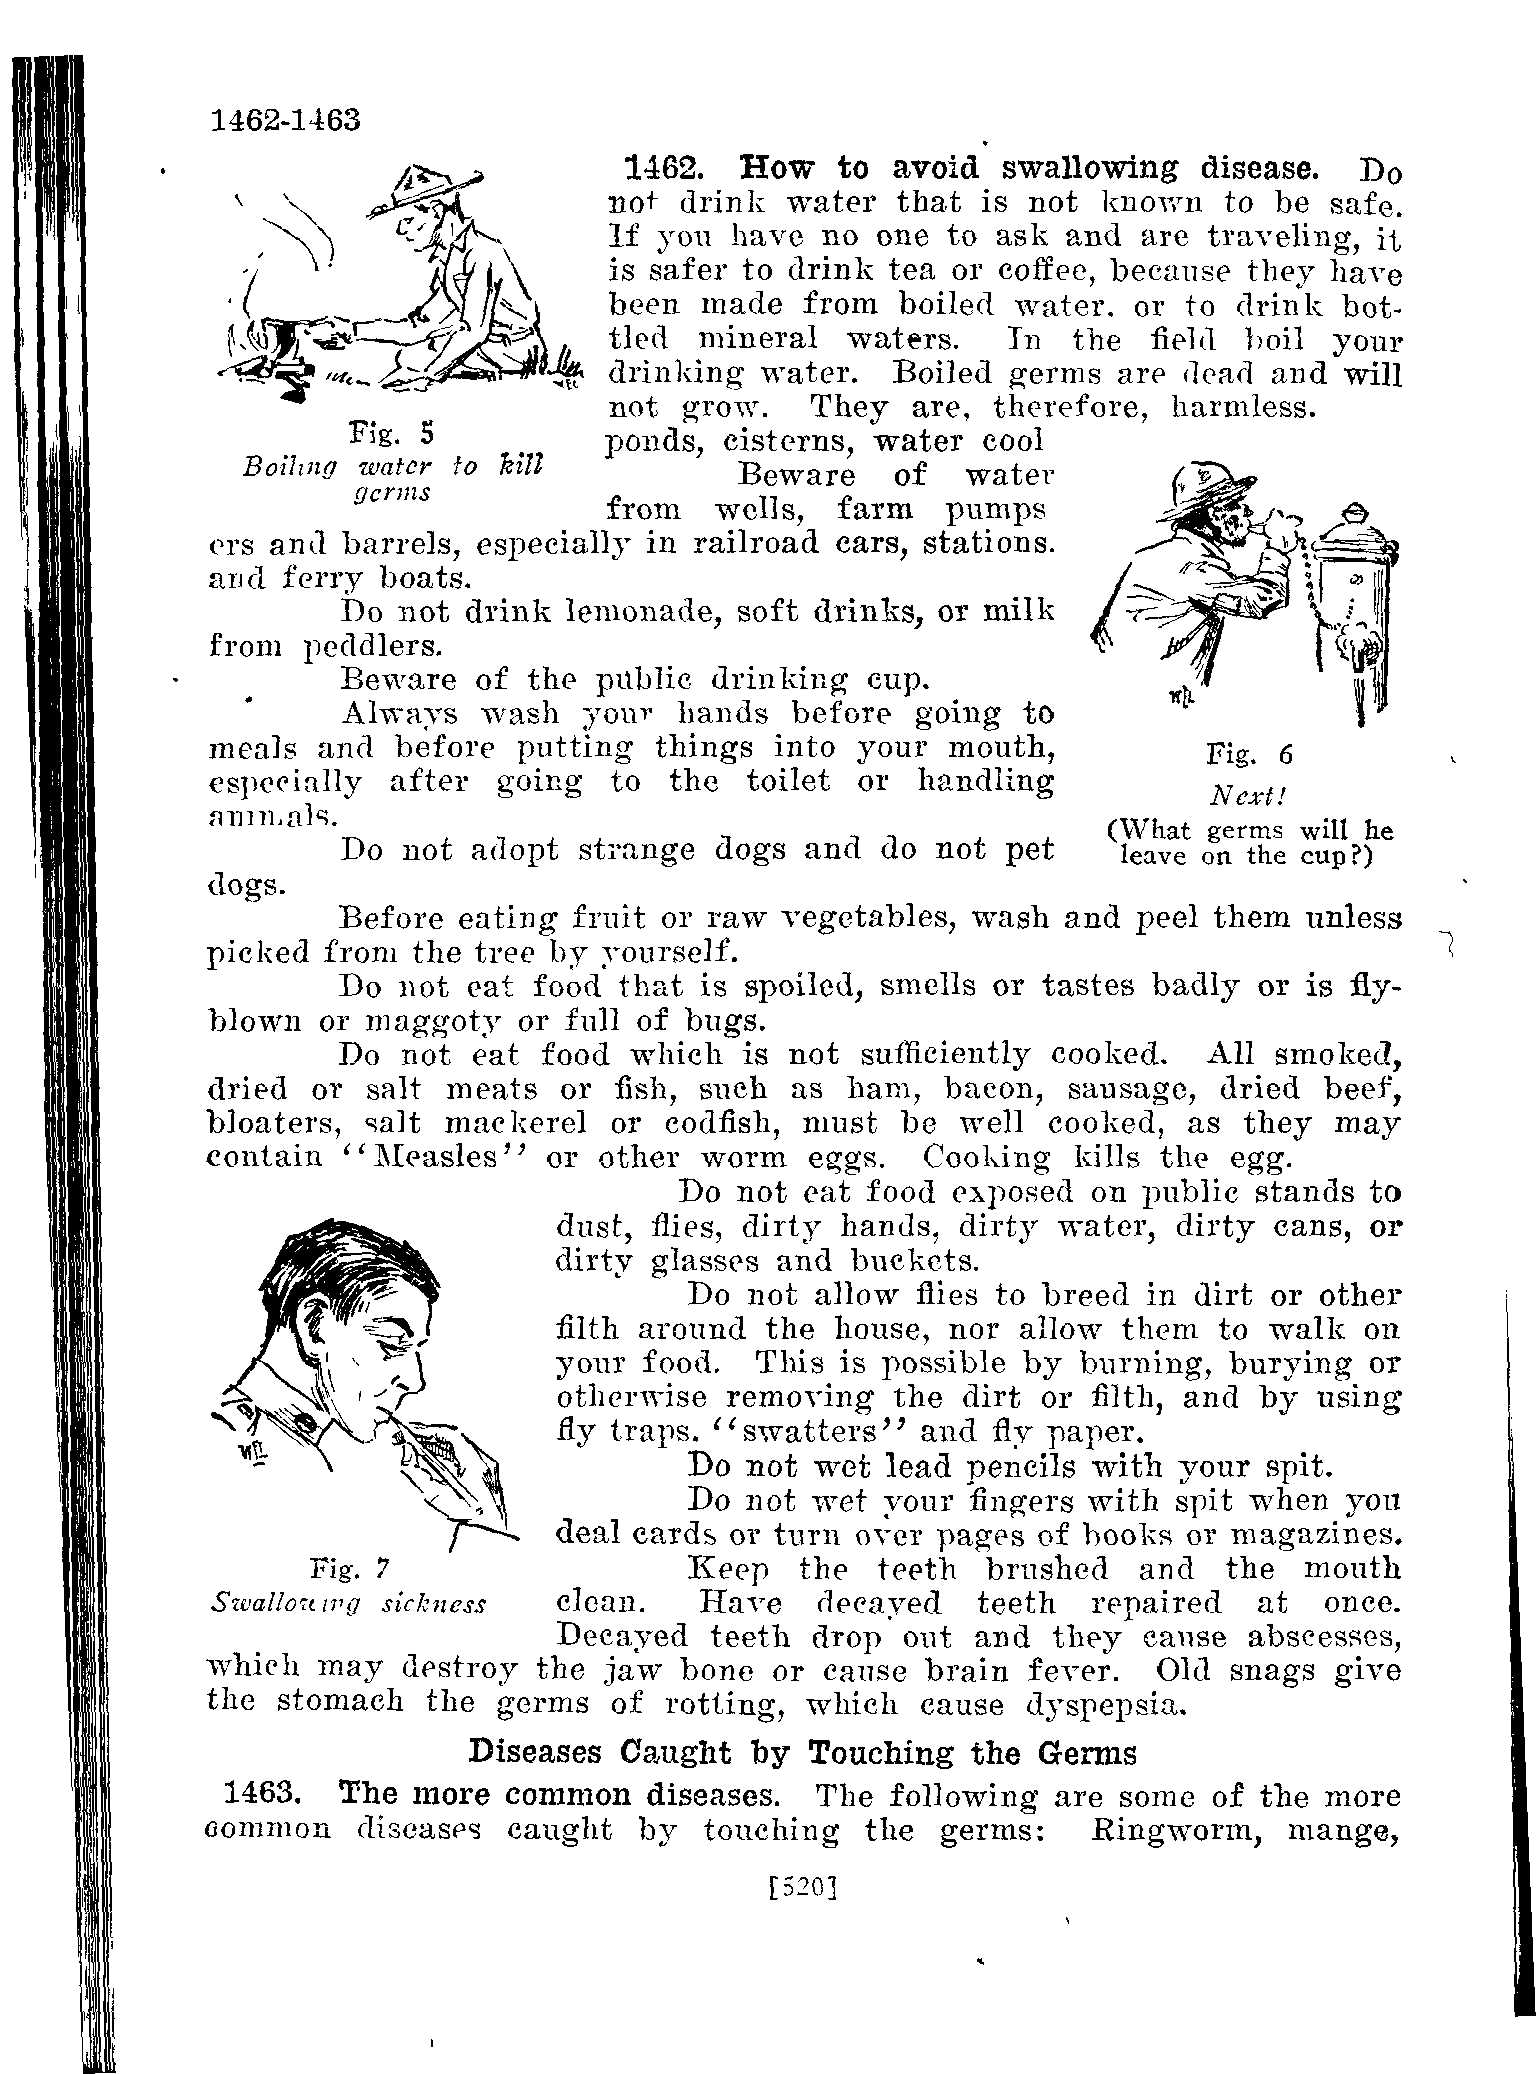 1462-1463
1462. How to avoid swallowing disease. Do
not drink water that is not known to be safe.
If you have no one to ask and are traveling, it
is safer to drink tea or coffee, because they have
been made from boiled water. or to drink bot-
tled mineral waters. In the field boil your
drinking water. Boiled germs are dead and will
not grow. They are, therefore, harmless.
Fig. 5
Boiling water to kill
germs
ponds, cisterns, water cool
Beware of water
from wells, farm pumps
ers and barrels, especially in railroad cars, stations.
and ferry boats.
Do not drink lemonade, soft drinks, or milk
from peddlers.
Beware of the public drinking cup.
Always wash your hands before going to
meals and before putting things into your mouth,
especially after going to the toilet or handling
animals.
Do not adopt strange dogs and do not pet
dogs.
WR
Fig. 6
Next!
(What germs will he
leave on the cup?)
Before eating fruit or raw vegetables, wash and peel them unless
picked from the tree by yourself.
Do not eat food that is spoiled, smells or tastes badly or is fly-
blown or maggoty or full of bugs.
Do not eat food which is not sufficiently cooked. All smoked,
dried or salt meats or fish, such as ham, bacon, sausage, dried beef,
bloaters, salt mackerel or codfish, must be well cooked, as they may
contain "Measles" or other worm eggs. Cooking kills the egg.
Do not eat food exposed on public stands to
dust, flies, dirty hands, dirty water, dirty cans, or
dirty glasses and buckets.
Do not allow flies to breed in dirt or other
filth around the house, nor allow them to walk on
your food. This is possible by burning, burying or
otherwise removing the dirt or filth, and by using
fly traps. "swatters" and fly paper.
Do not wet lead pencils with your spit.
Do not wet your fingers with spit when you
deal cards or turn over pages of books or magazines.
Fig. 7
Swallowing sickness
Keep the teeth brushed and the mouth
clean. Have decayed teeth repaired at once.
Decayed teeth drop out and they cause abscesses,
which may destroy the jaw bone or cause brain fever. Old snags give
the stomach the germs of rotting, which cause dyspepsia.
Diseases Caught by Touching the Germs
1463. The more common diseases. The following are some of the more
common diseases caught by touching the germs: Ringworm, mange,
[520]